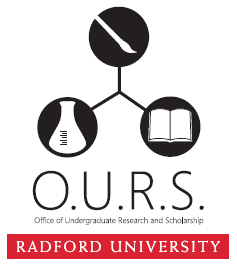 O.U.R.S.
Office of Undergraduate Research and Scholarship
RADFORD UNIVERSITY